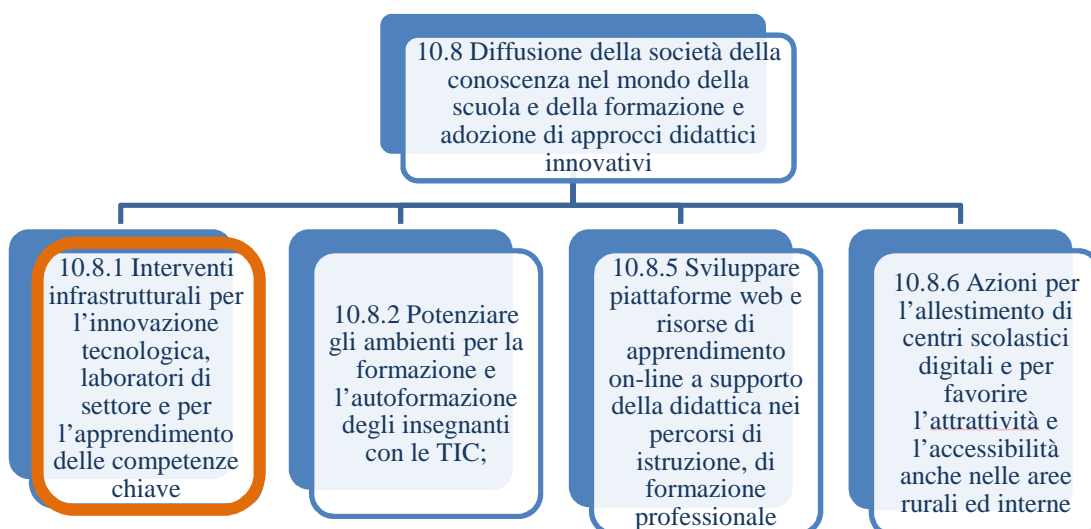 10.8 Diffusione della società della
conoscenza nel mondo della
scuola e della formazione e
adozione di approcci didattici
innovativi
10.8.1 Interventi
infrastrutturali per
l’innovazione
tecnologica,
laboratori di
settore e per
l’apprendimento
delle competenze
chiave
10.8.2 Potenziare
gli ambienti per la
formazione e
l’autoformazione
degli insegnanti
con le TIC;
10.8.5 Sviluppare
piattaforme web e
risorse di
apprendimento
on-line a supporto
della didattica nei
percorsi di
istruzione, di
formazione
professionale
10.8.6 Azioni per
l’allestimento di
centri scolastici
digitali e per
favorire
l’attrattività e
l’accessibilità
anche nelle aree
rurali ed interne